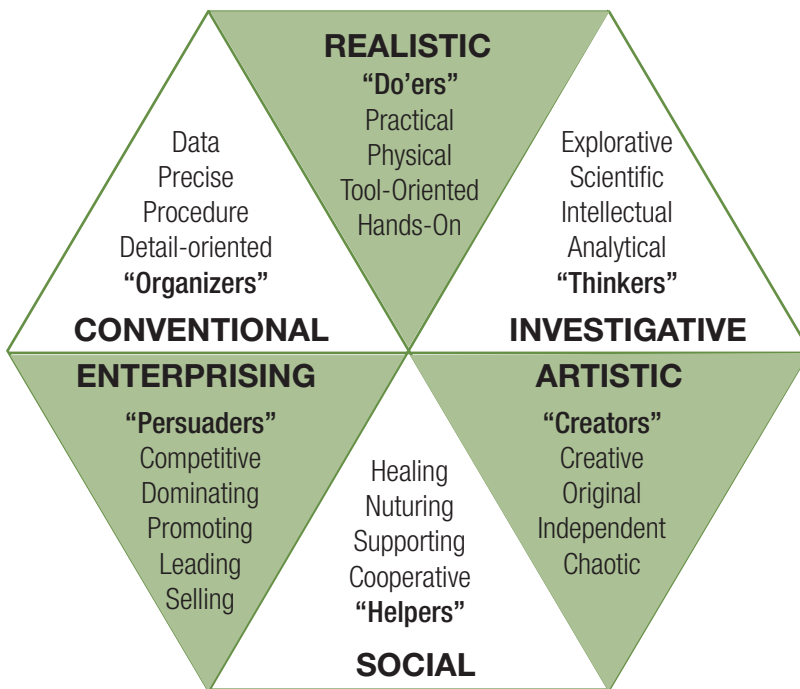 REALISTIC
“Do’ers”
Practical
Physical
Tool-Oriented
Hands-On
Data
Precise
Procedure
Detail-oriented
“Organizers”
CONVENTIONAL
Explorative
Scientific
Intellectual
Analytical
“Thinkers”
INVESTIGATIVE
ENTERPRISING
“Persuaders”
Competitive
Dominating
Promoting
Leading
Selling
Healing
Nuturing
Supporting
Cooperative
“Helpers”
SOCIAL
ARTISTIC
“Creators”
Creative
Original
Independent
Chaotic